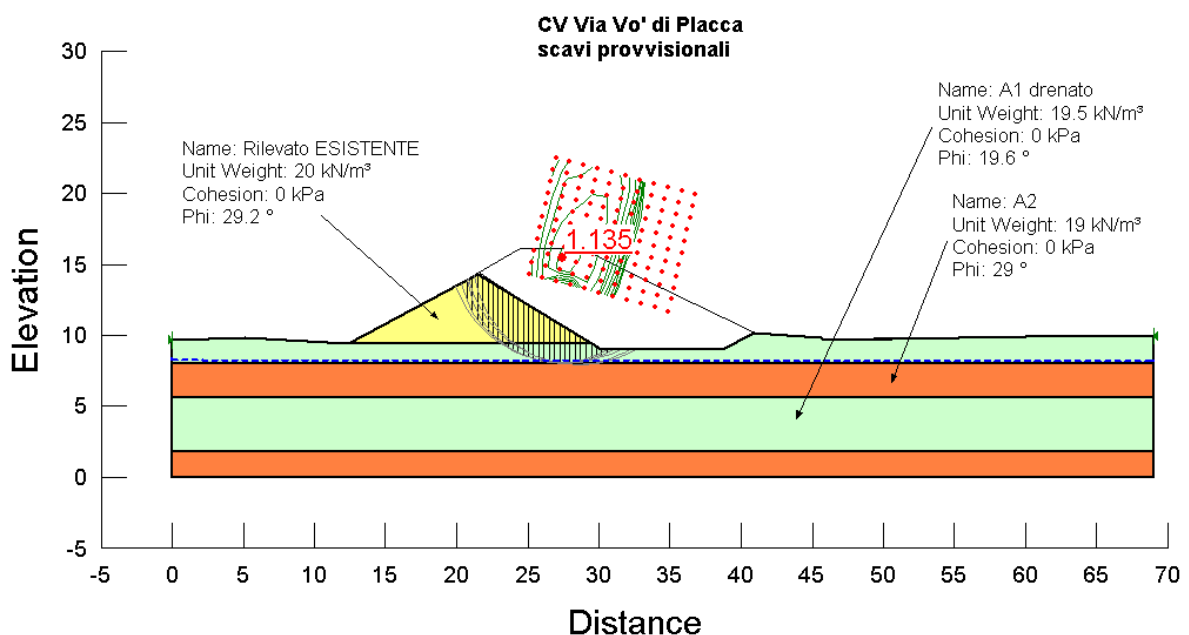 CV Via Vo' di Placca
scavi provvisionali
30
25
20
15
10
5
0
-5
Elevation
Name: Rilevato ESISTENTE
Unit Weight: 20 kN/m³
Cohesion: 0 kPa
Phi: 29.2 °
1.135
Name: A1 drenato
Unit Weight: 19.5 kN/m³
Cohesion: 0 kPa
Phi: 19.6 °
Name: A2
Unit Weight: 19 kN/m³
Cohesion: 0 kPa
Phi: 29 °
-5 0 5 10 15 20 25 30 35 40 45 50 55 60 65 70
Distance